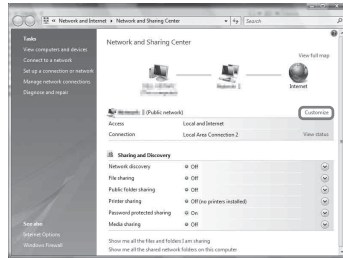 « Network and Internet ▸ Network and Sharing Center
Search
Tasks
View computers and devices
Connect to a network
Set up a connection or network
Manage network connections
Diagnose and repair
See also
Internet Options
Windows Firewall
Network and Sharing Center
View full map
Internet
(Public network)
Customize
Access Local and Internet
Connection Local Area Connection 2 View status
Sharing and Discovery
Network discovery Off
File sharing Off
Public folder sharing Off
Printer sharing Off (no printers installed)
Password protected sharing On
Media sharing Off
Show me all the files and folders I am sharing
Show me all the shared network folders on this computer